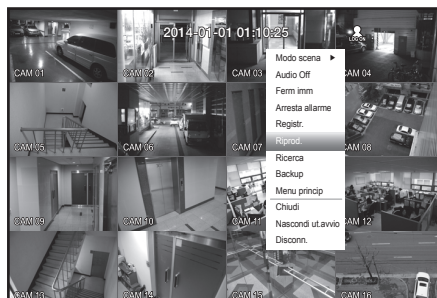 2014-01-01 01:10:25
LOG ON
CAM 01
CAM 02
CAM 03
CAM 04
Modo scena
Audio Off
Ferm imm
Arresta allarme
Registr.
Riprod.
Ricerca
Backup
Menu princip
Chiudi
Nascondi ut.avvio
Disconn.
CAM 05
CAM 06
CAM 07
CAM 08
CAM 09
CAM 10
CAM 11
CAM 12
CAM 13
CAM 14
CAM 15
CAM 16